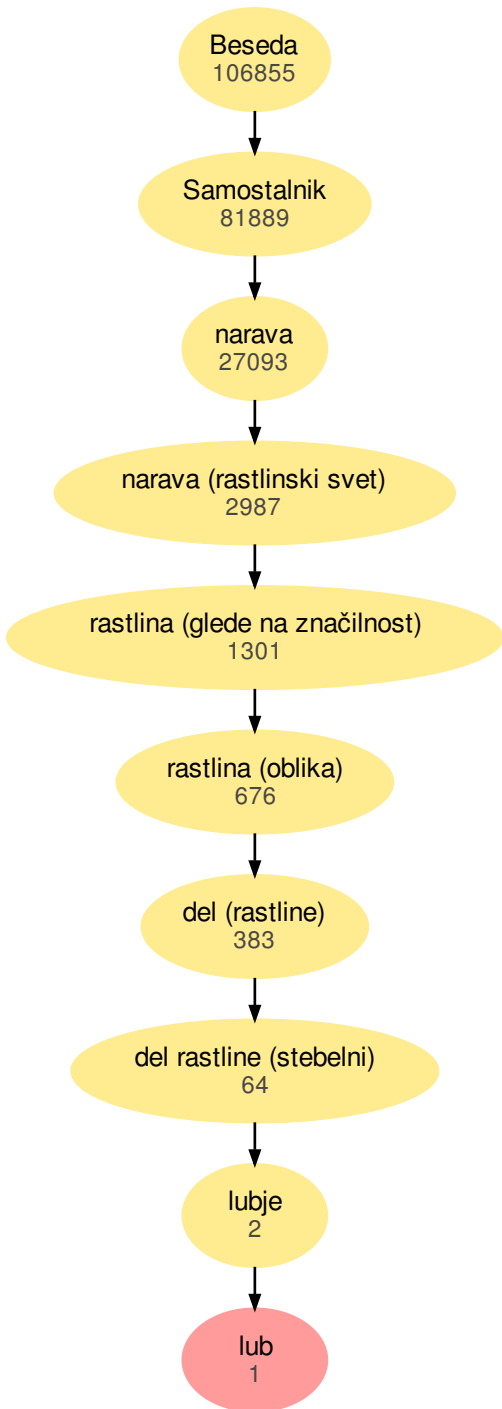 Beseda
106855
Samostalnik
81889
narava
27093
narava (rastlinski svet)
2987
rastlina (glede na značilnost)
1301
rastlina (oblika)
676
del (rastline)
383
del rastline (stebelni)
64
lubje
2
lub
1